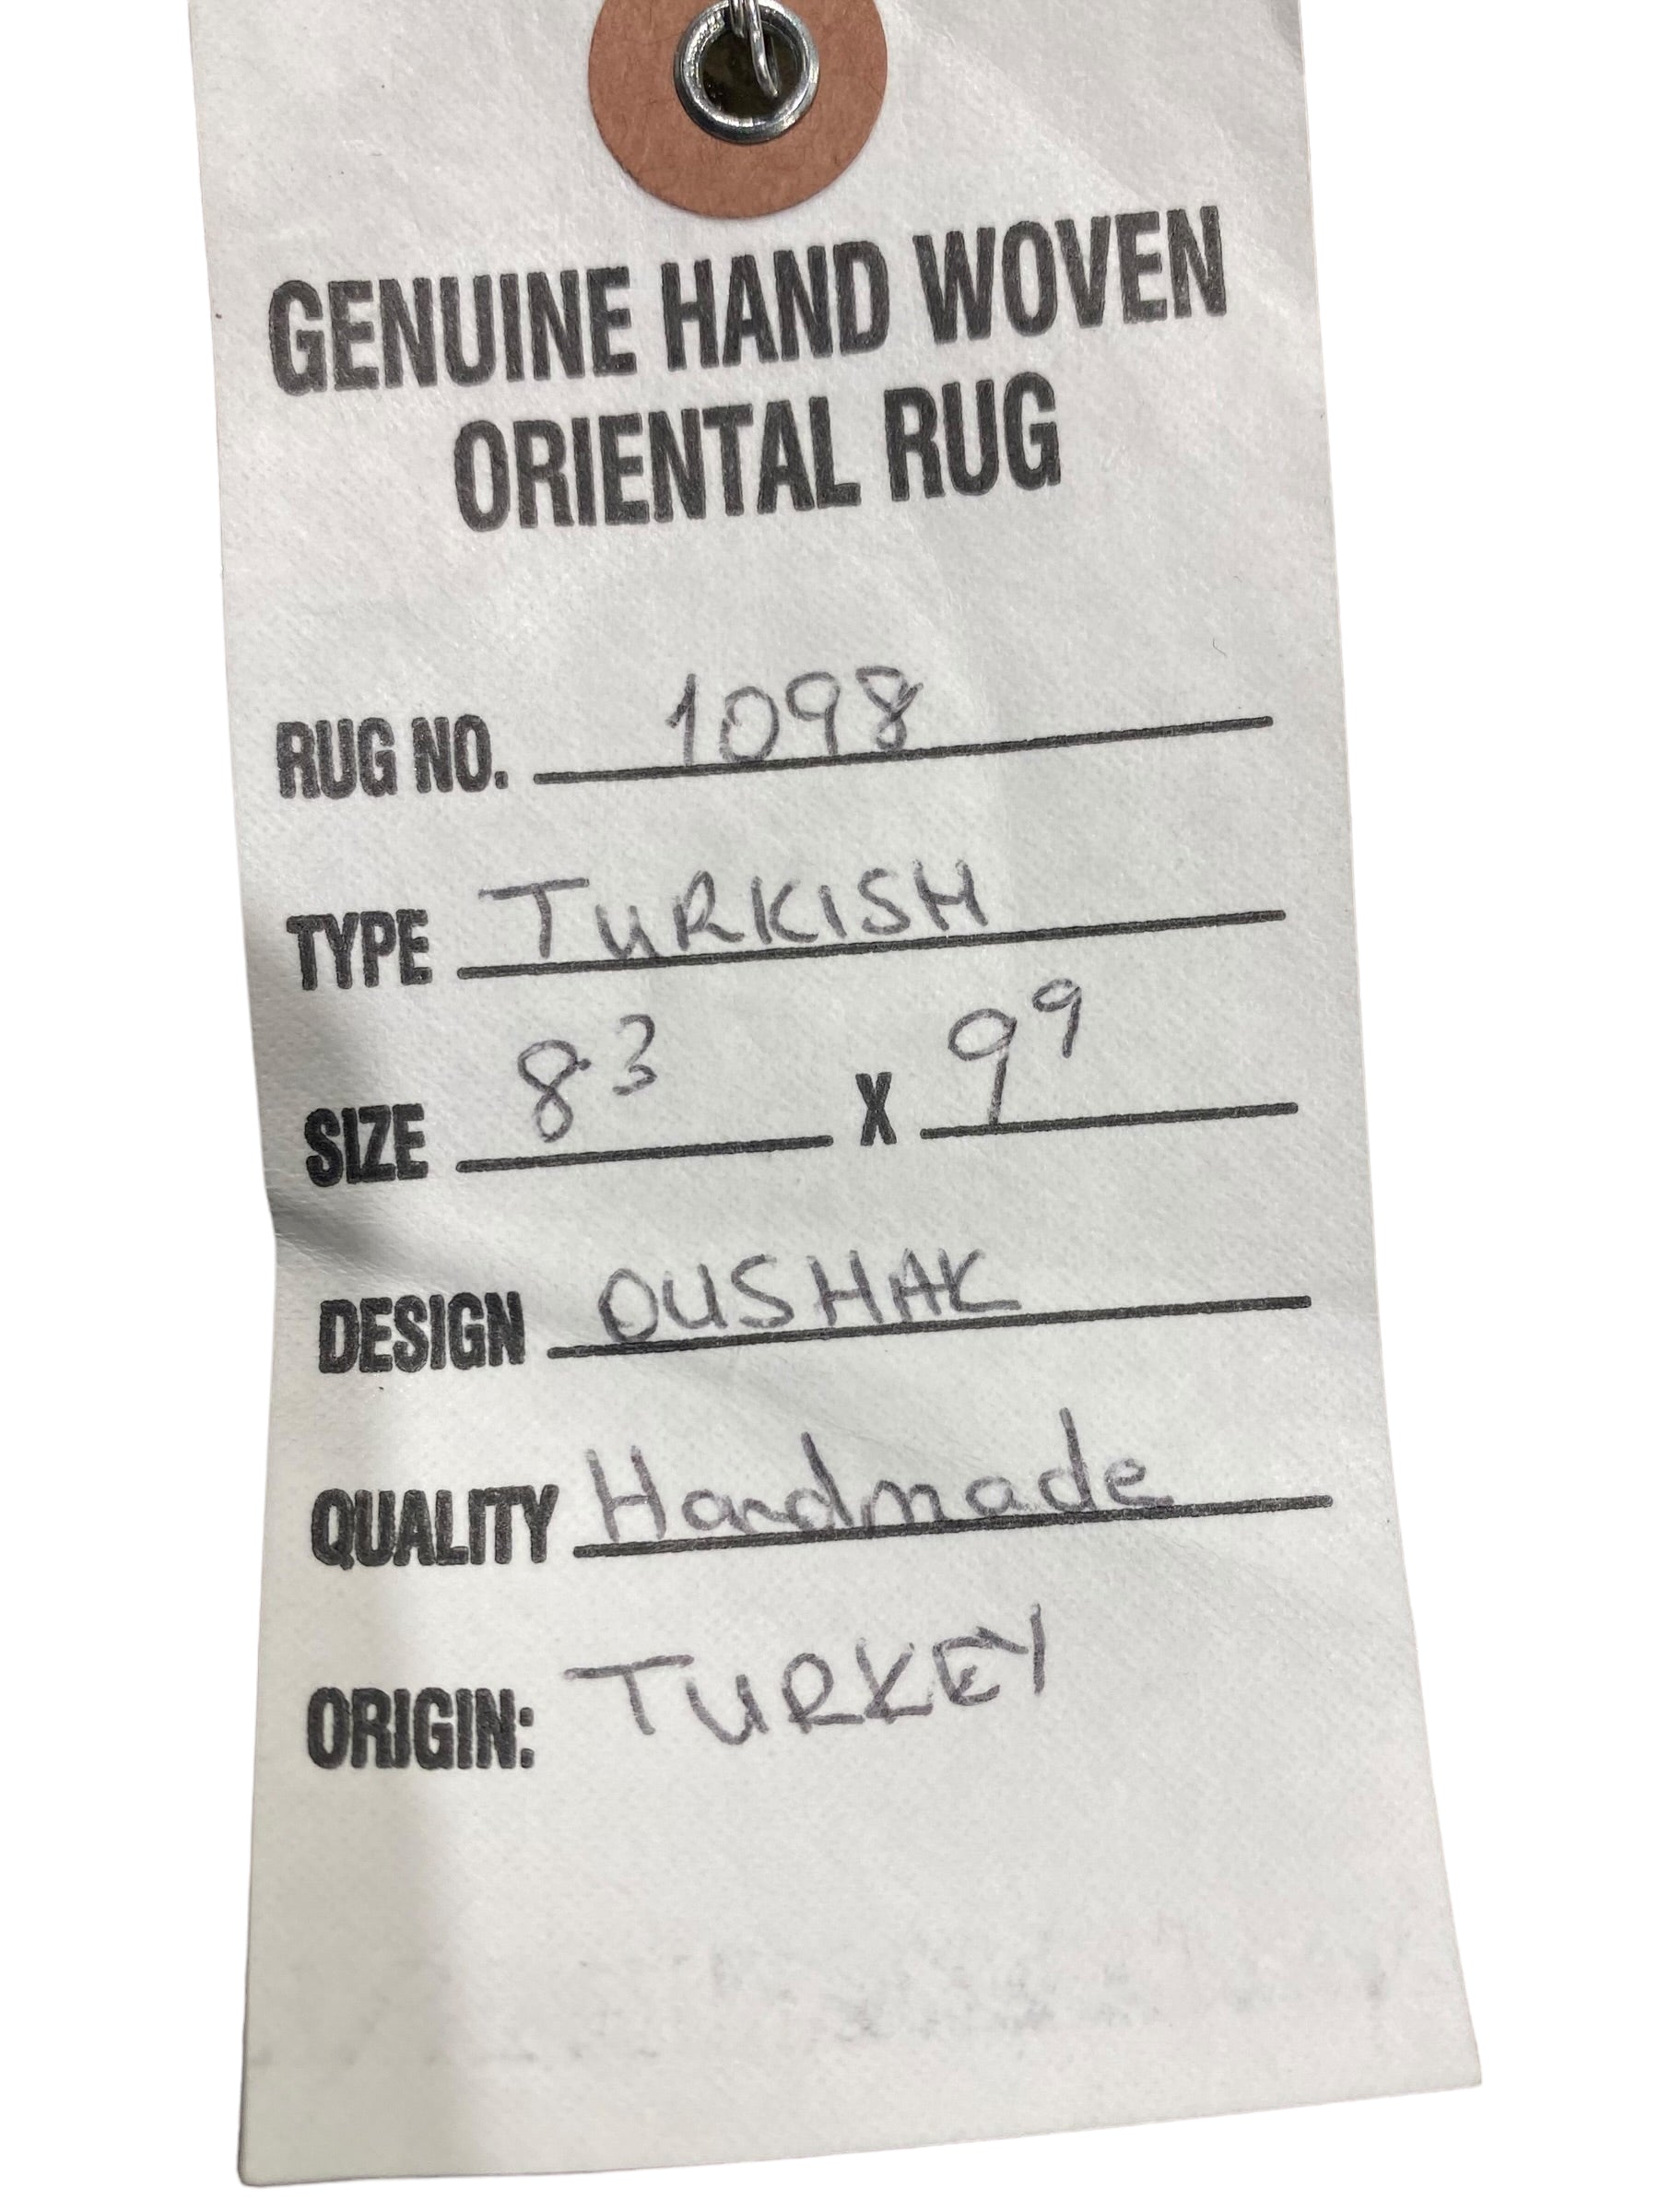 GENUINE HAND WOVEN
ORIENTAL RUG
RUG NO. 1098
TYPE TURKISH
SIZE 8³ X 9⁹
DESIGN OUSHAK
QUALITY Handmade
ORIGIN: TURKEY